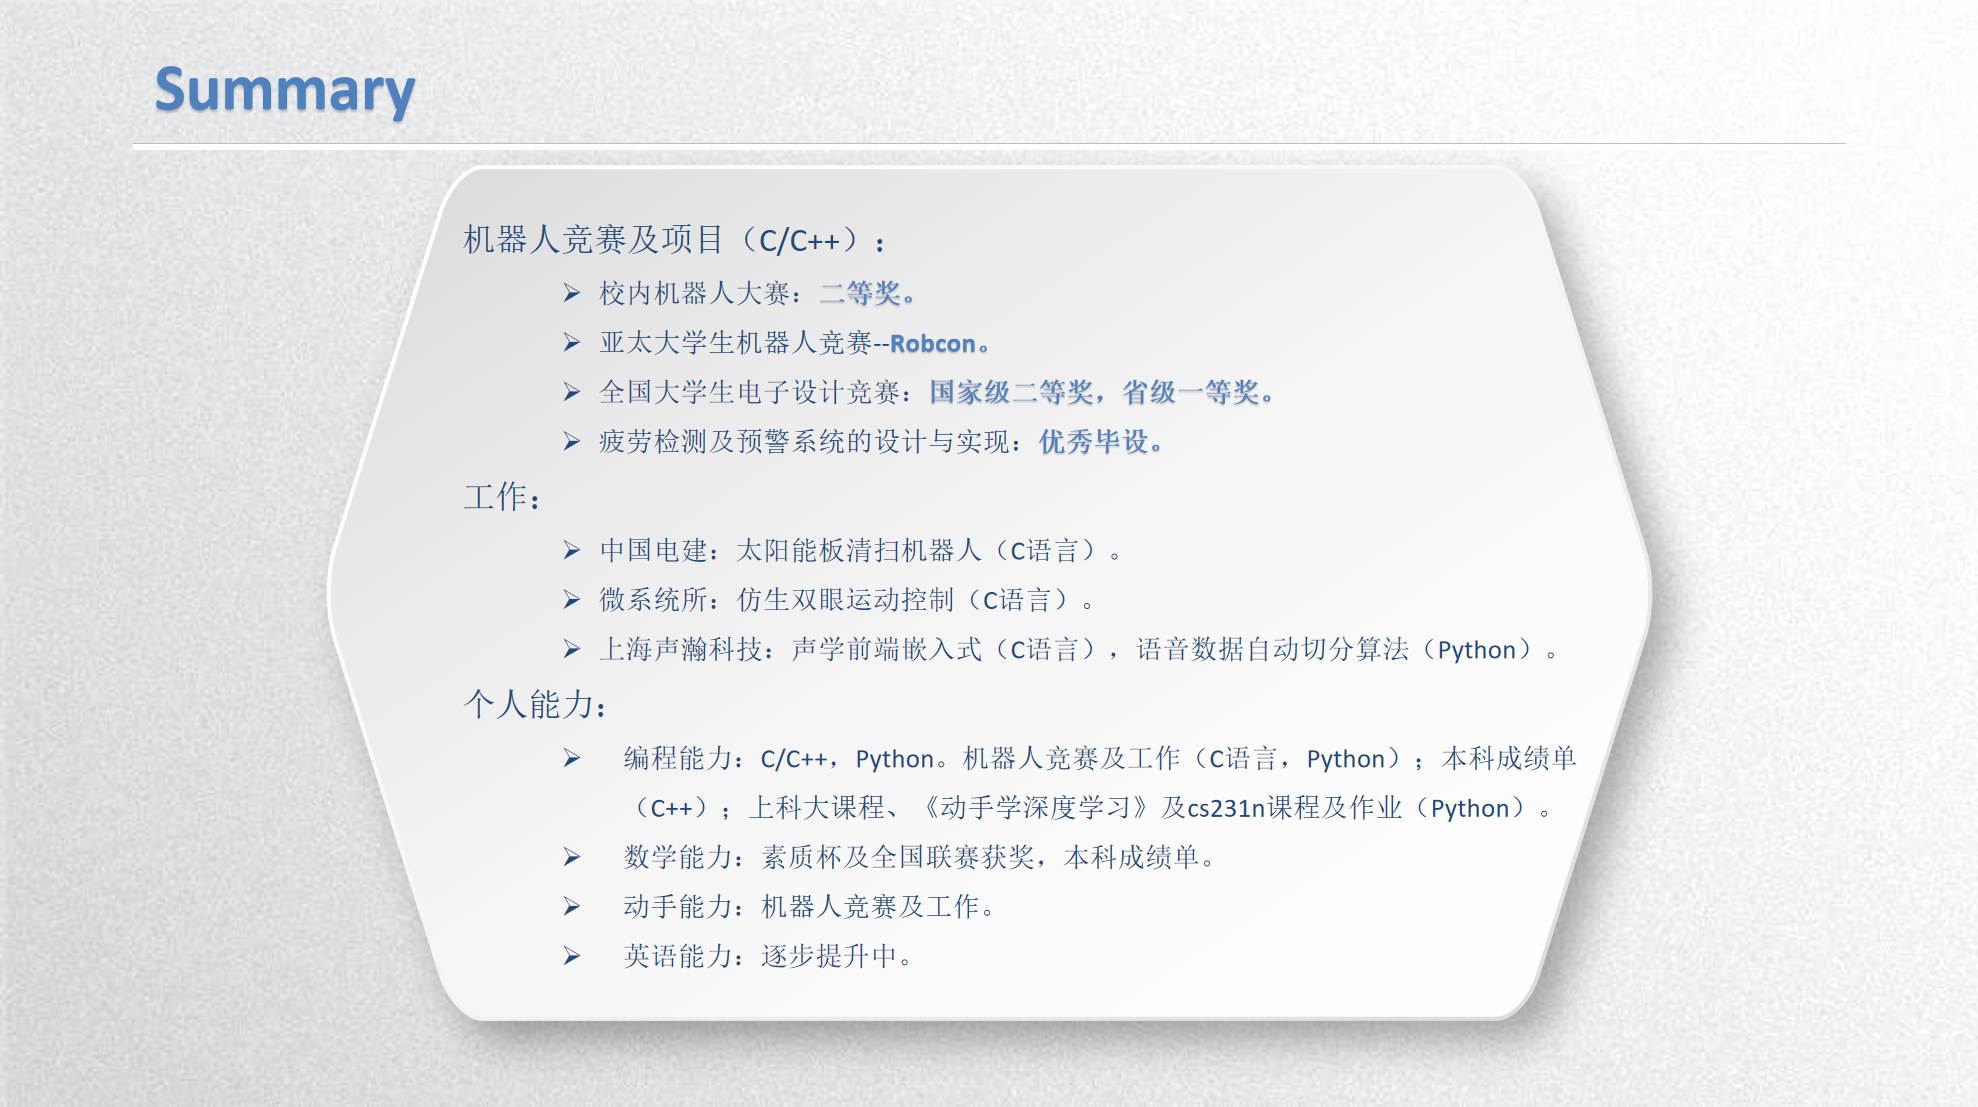 Summary
机器人竞赛及项目（C/C++）：
校内机器人大赛：二等奖。
亚太大学生机器人竞赛--Robcon。
全国大学生电子设计竞赛：国家级二等奖，省级一等奖。
疲劳检测及预警系统的设计与实现：优秀毕设。
工作：
中国电建：太阳能板清扫机器人（C语言）。
微系统所：仿生双眼运动控制（C语言）。
上海声瀚科技：声学前端嵌入式（C语言），语音数据自动切分算法（Python）。
个人能力：
编程能力：C/C++，Python。机器人竞赛及工作（C语言，Python）；本科成绩单
（C++）；上科大课程、《动手学深度学习》及cs231n课程及作业（Python）。
数学能力：素质杯及全国联赛获奖，本科成绩单。
动手能力：机器人竞赛及工作。
英语能力：逐步提升中。